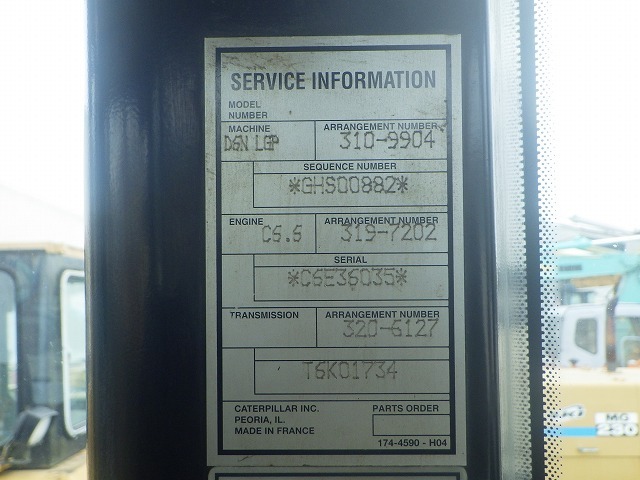 SERVICE INFORMATION
MODEL
NUMBER
MACHINE ARRANGEMENT NUMBER
D6N LGP 310-9904
SEQUENCE NUMBER
*GHS00882*
ENGINE ARRANGEMENT NUMBER
C6.6 319-7202
SERIAL
*C6E36035*
TRANSMISSION ARRANGEMENT NUMBER
320-6127
T6K01734
CATERPILLAR INC. PARTS ORDER
PEORIA, IL.
MADE IN FRANCE
174-4590 - H04
MG
230